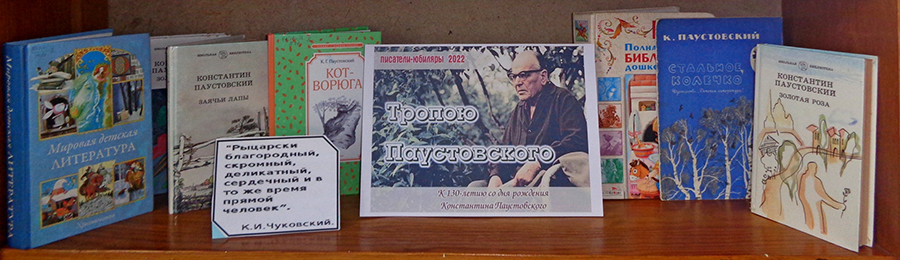 Мировая детская
ЛИТЕРАТУРА
Хрестоматия
КОНСТАНТИН
ПАУСТОВСКИЙ
ЗАЯЧЬИ ЛАПЫ
"Рыцарски
благородный,
скромный,
деликатный,
сердечный и в
то же время
прямой
человек".
К.И.Чуковский.
К.Г. Паустовский
КОТ-
ВОРЮГА
писатели-юбиляры 2022
Тропою
Паустовского
К 130-летию со дня рождения
Константина Паустовского
К. ПАУСТОВСКИЙ
СТАЛЬНОЕ
КОЛЕЧКО
КОНСТАНТИН
ПАУСТОВСКИЙ
ЗОЛОТАЯ РОЗА